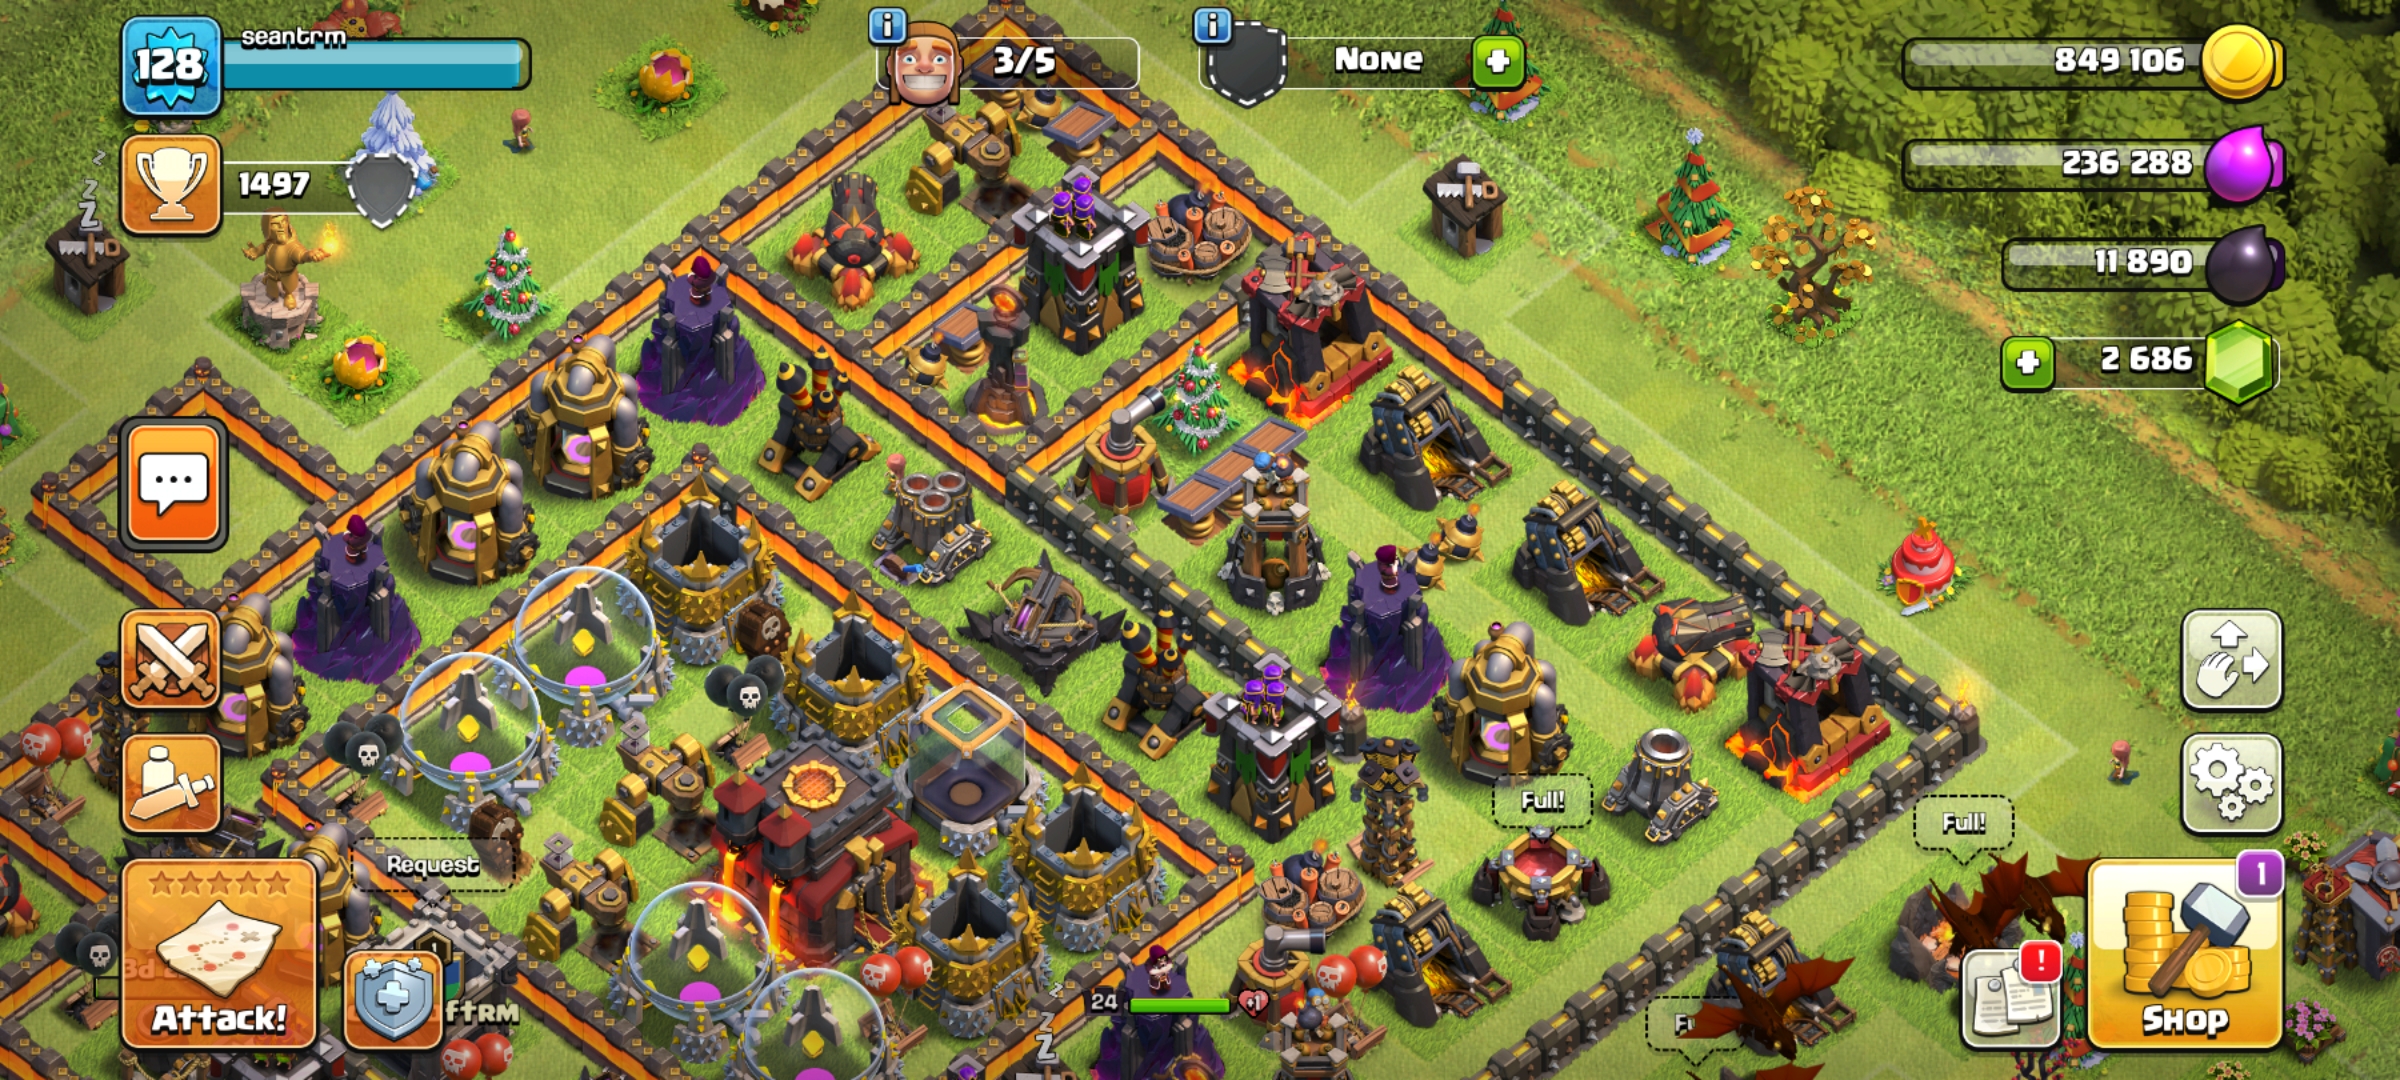 128
seantrm
3/5
None
849 106
1497
236 288
11 890
2 686
Full!
Full!
Request
1
24
+1
ftRM
Attack!
Shop